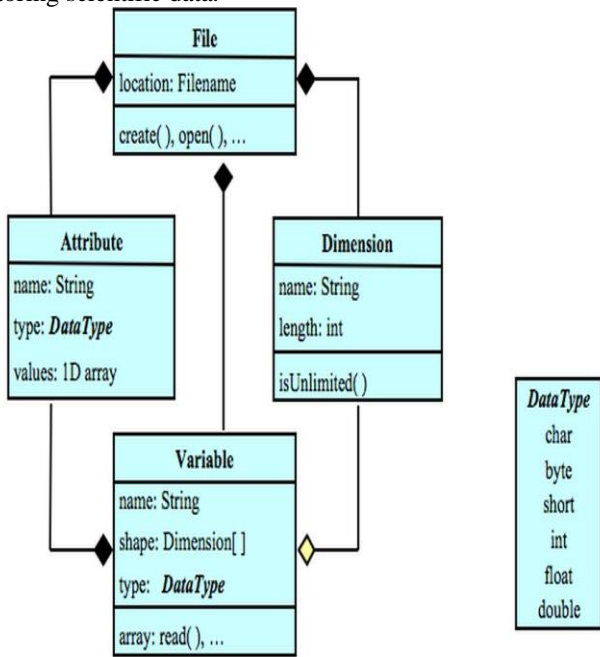 storing scientific data.
File
location: Filename
create( ), open( ), ...
Attribute
name: String
type: DataType
values: 1D array
Dimension
name: String
length: int
isUnlimited( )
Variable
name: String
shape: Dimension[ ]
type: DataType
array: read( ), ...
DataType
char
byte
short
int
float
double